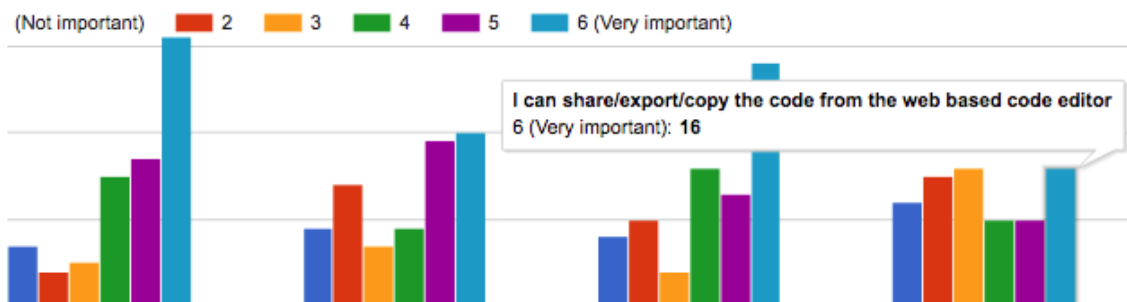 (Not important) 2 3 4 5 6 (Very important)
I can share/export/copy the code from the web based code editor
6 (Very important): 16